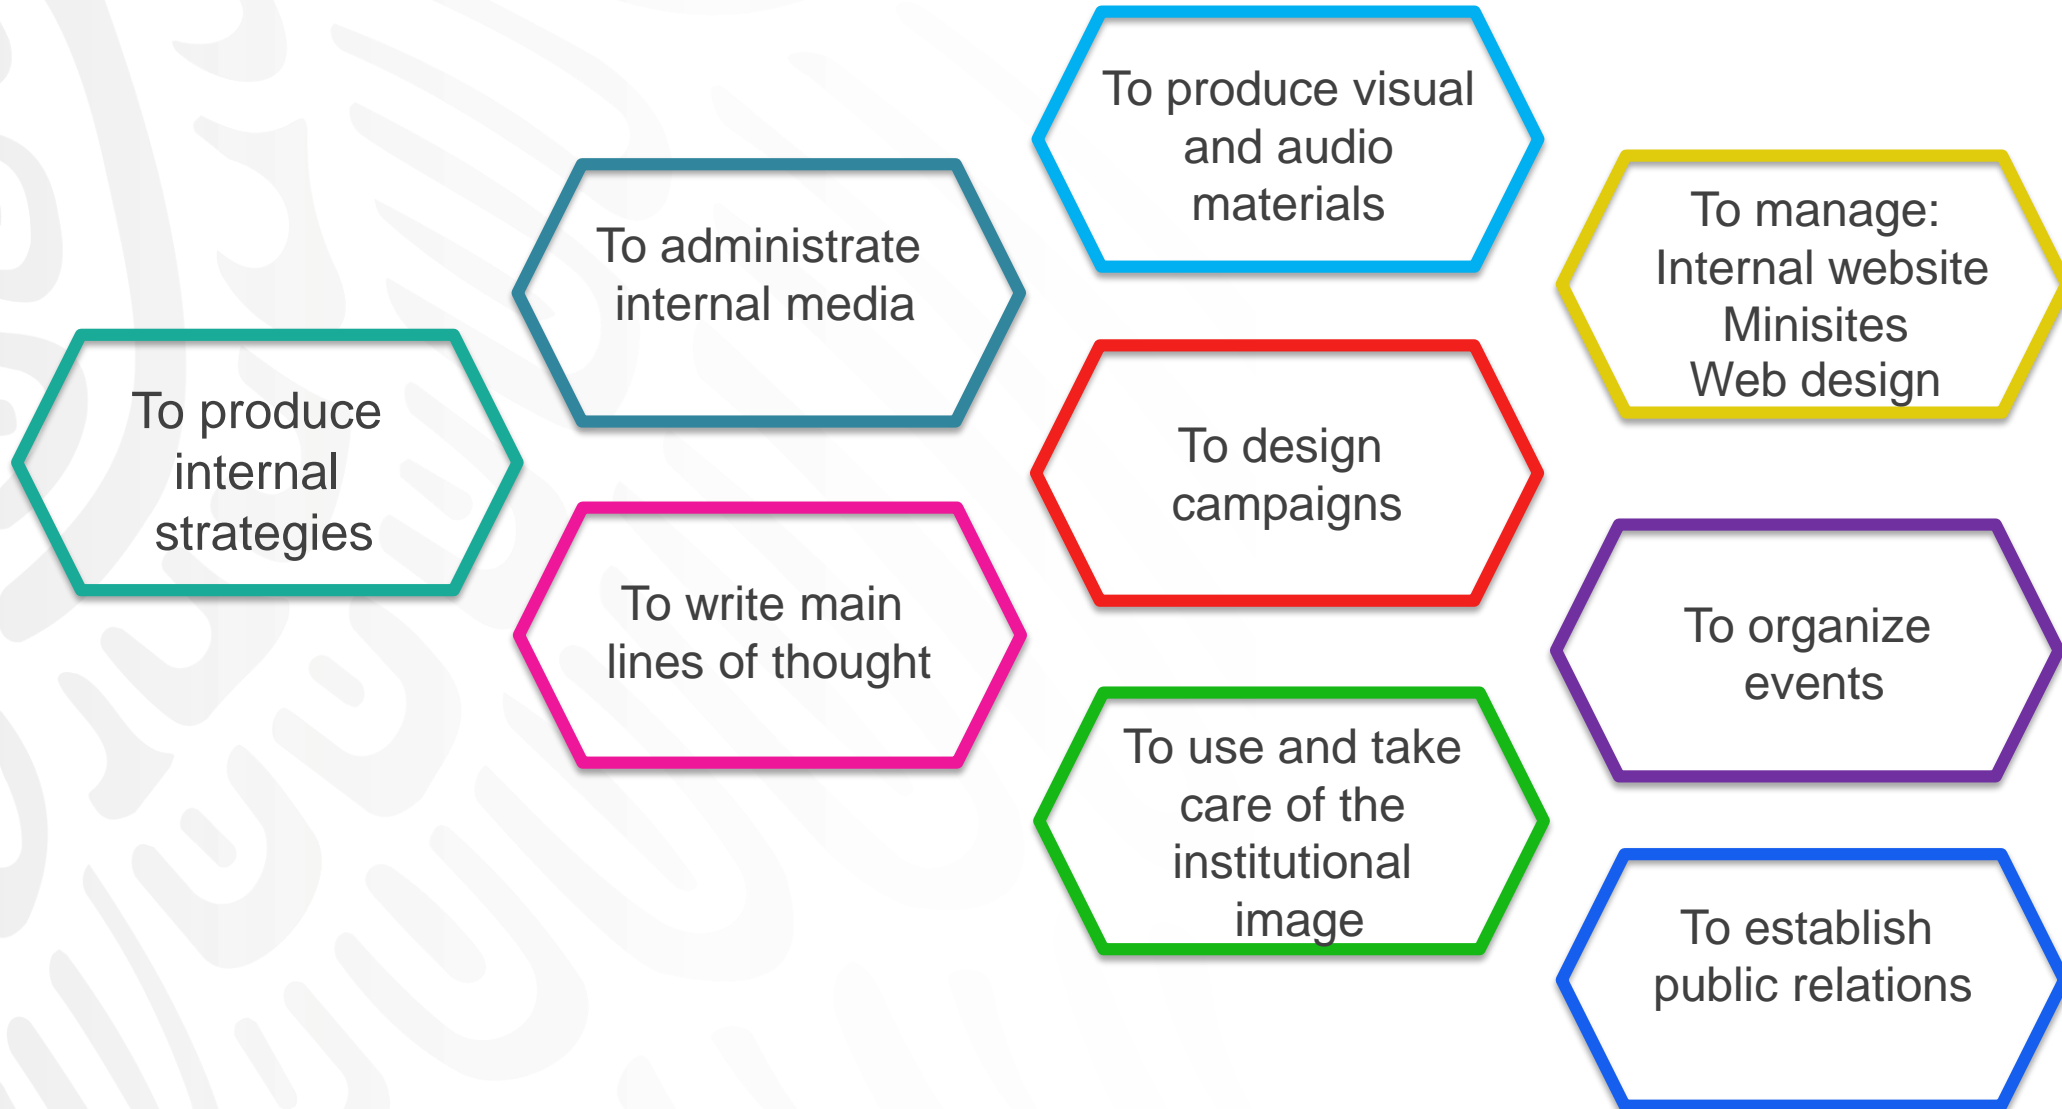 To produce
internal
strategies
To administrate
internal media
To write main
lines of thought
To produce visual
and audio
materials
To design
campaigns
To use and take
care of the
institutional
image
To manage:
Internal website
Minisites
Web design
To organize
events
To establish
public relations